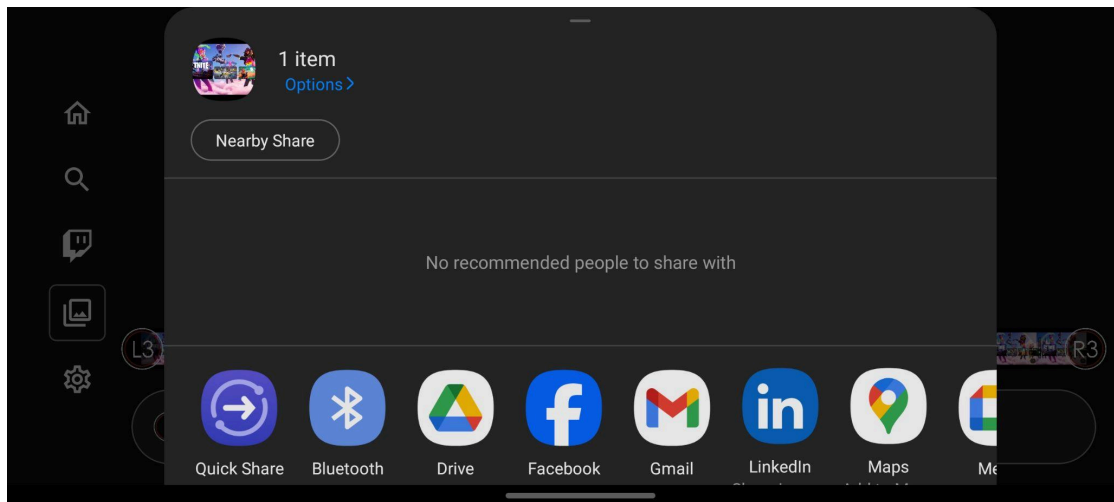 1 item
Options
Nearby Share
No recommended people to share with
L3
R3
Quick Share
Bluetooth
Drive
Facebook
Gmail
LinkedIn
Maps